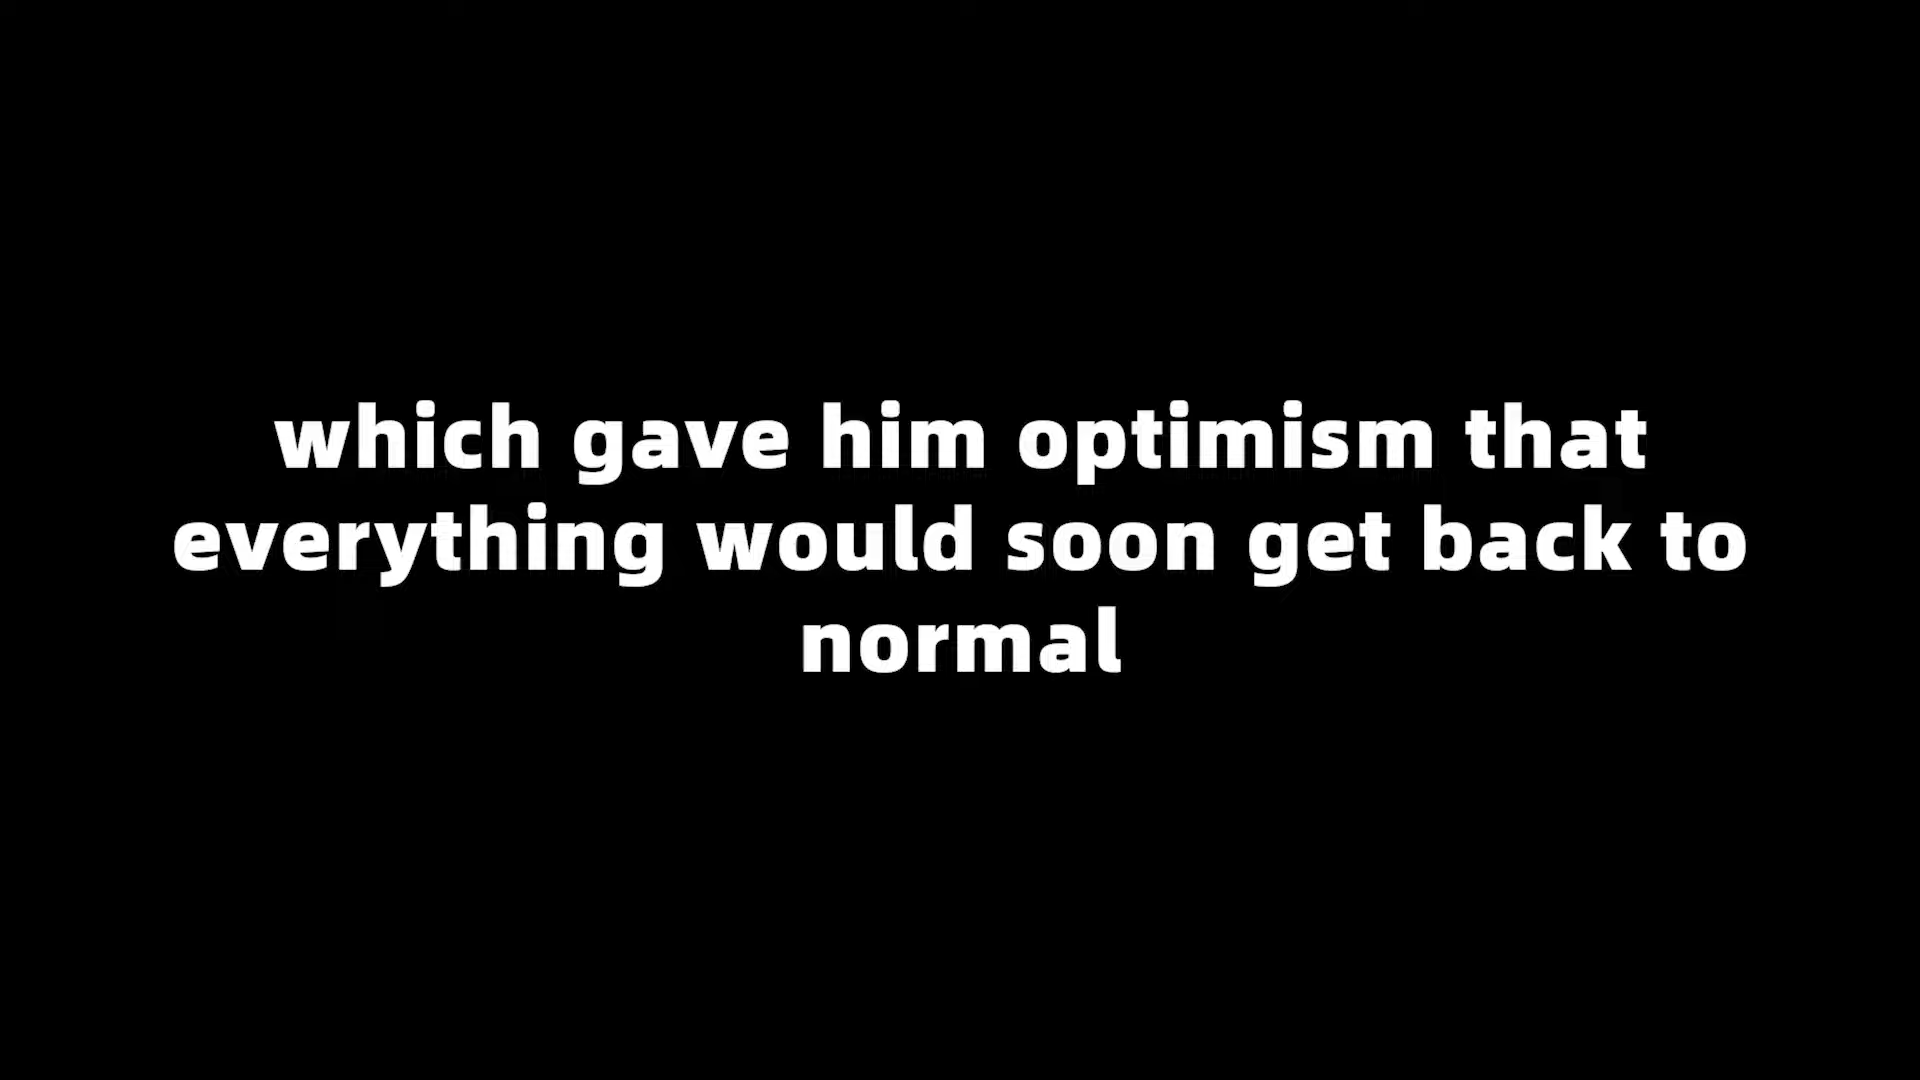 which gave him optimism that
everything would soon get back to
normal